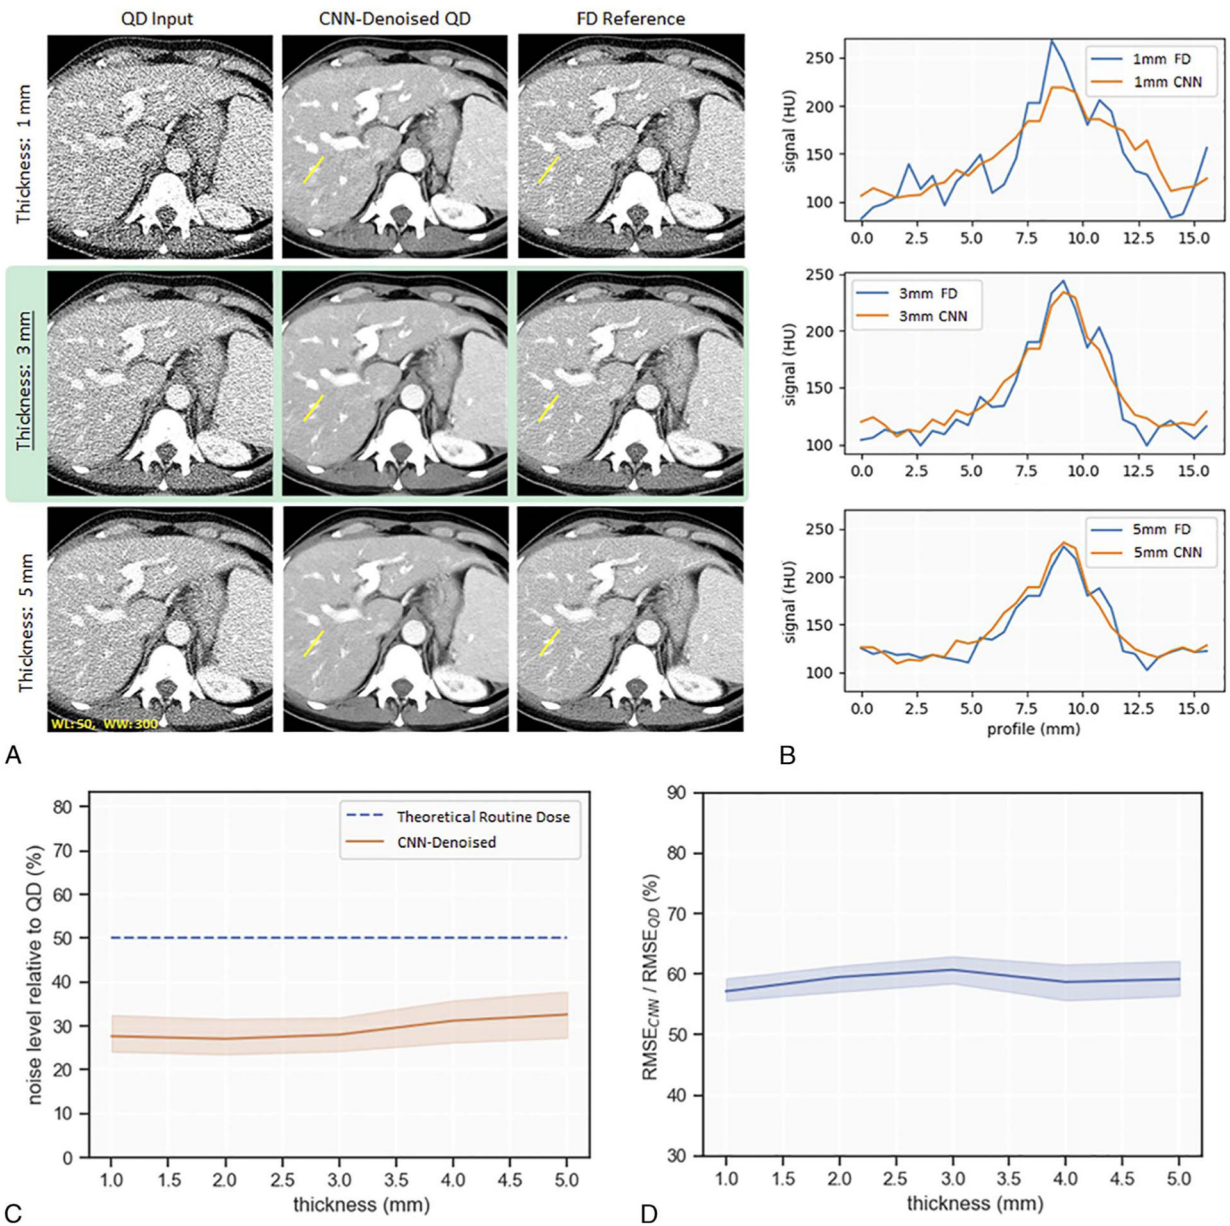 QD Input
CNN-Denoised QD
FD Reference
Thickness: 1 mm
Thickness: 3 mm
Thickness: 5 mm
WL:50, WW:300
A
250
200
150
100
signal (HU)
1mm FD
1mm CNN
0.0 2.5 5.0 7.5 10.0 12.5 15.0
250
200
150
100
signal (HU)
3mm FD
3mm CNN
0.0 2.5 5.0 7.5 10.0 12.5 15.0
250
200
150
100
signal (HU)
5mm FD
5mm CNN
0.0 2.5 5.0 7.5 10.0 12.5 15.0
profile (mm)
B
80
70
60
50
40
30
20
10
0
noise level relative to QD (%)
Theoretical Routine Dose
CNN-Denoised
1.0 1.5 2.0 2.5 3.0 3.5 4.0 4.5 5.0
thickness (mm)
C
90
80
70
60
50
40
30
RMSE_CNN / RMSE_QD (%)
1.0 1.5 2.0 2.5 3.0 3.5 4.0 4.5 5.0
thickness (mm)
D